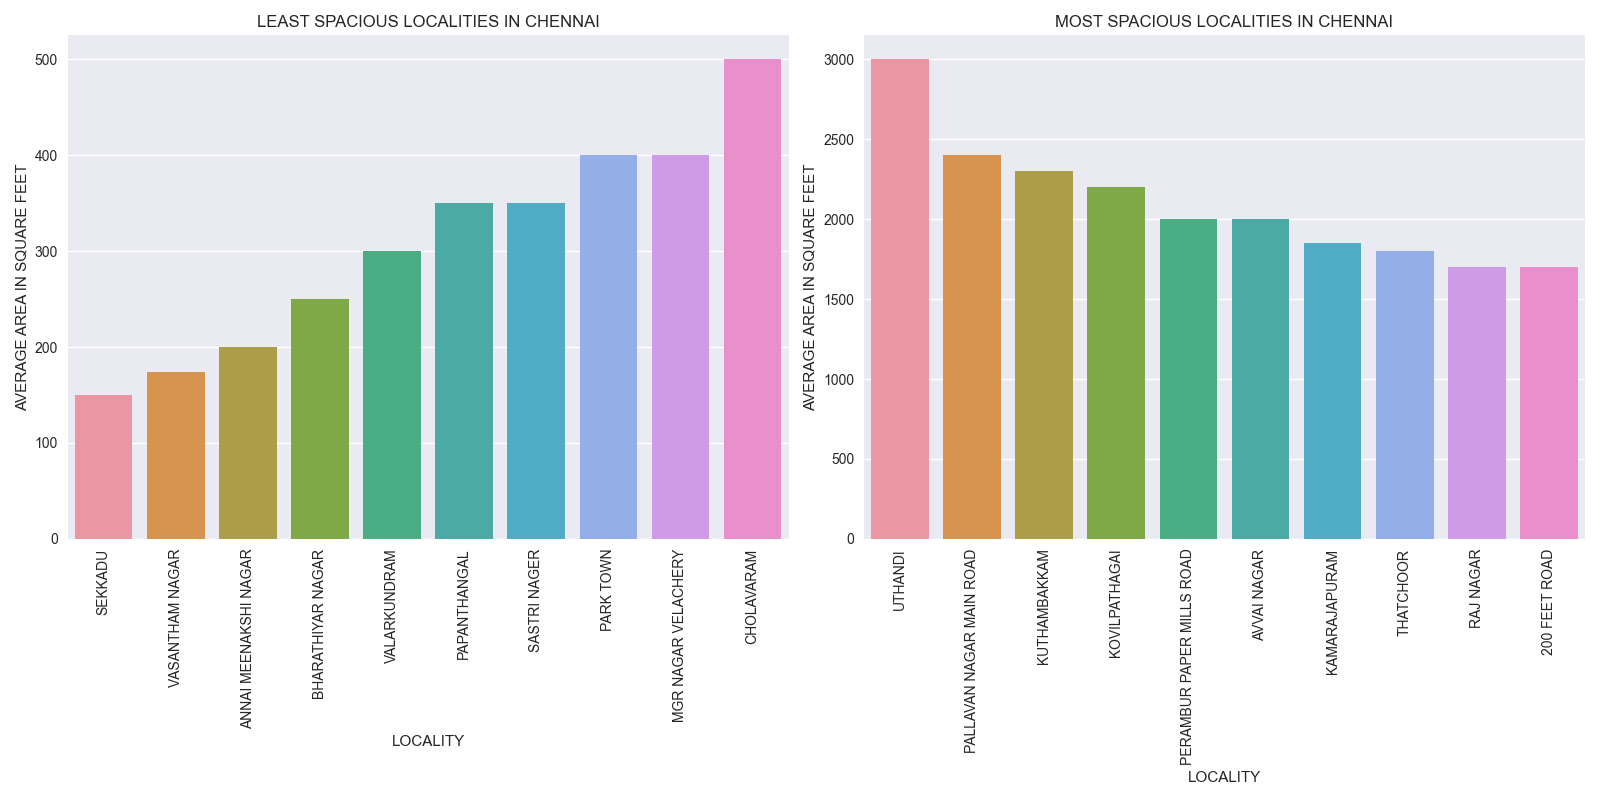 LEAST SPACIOUS LOCALITIES IN CHENNAI
AVERAGE AREA IN SQUARE FEET
500
400
300
200
100
0
SEKKADU
VASANTHAM NAGAR
ANNAI MEENAKSHI NAGAR
BHARATHIYAR NAGAR
VALARKUNDRAM
PAPANTHANGAL
SASTRI NAGER
PARK TOWN
MGR NAGAR VELACHERY
CHOLAVARAM
LOCALITY
MOST SPACIOUS LOCALITIES IN CHENNAI
AVERAGE AREA IN SQUARE FEET
3000
2500
2000
1500
1000
500
0
UTHANDI
PALLAVAN NAGAR MAIN ROAD
KUTHAMBAKKAM
KOVILPATHAGAI
PERAMBUR PAPER MILLS ROAD
AVVAI NAGAR
KAMARAJAPURAM
THATCHOOR
RAJ NAGAR
200 FEET ROAD
LOCALITY